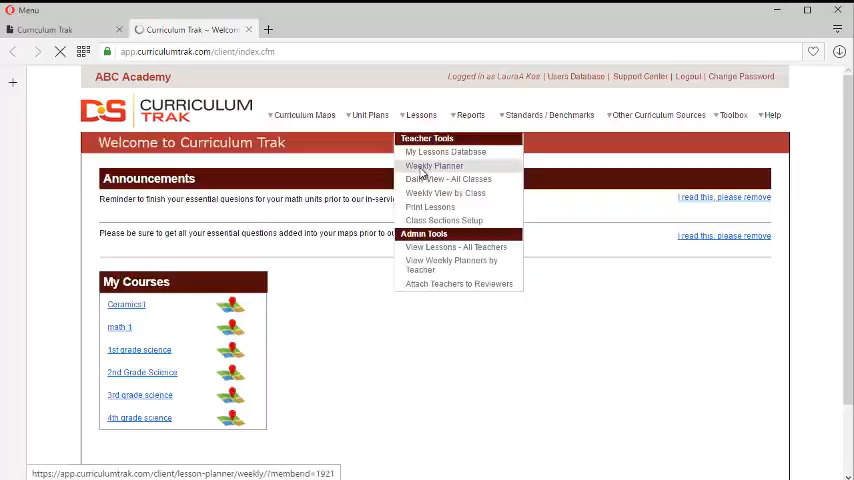 Menu
Curriculum Trak
Curriculum Trak ~ Welcom
app.curriculumtrak.com/client/index.cfm
ABC Academy
Logged in as LauraA Kos | Users Database | Support Center | Logout | Change Password
DS CURRICULUM TRAK
Curriculum Maps Unit Plans Lessons Reports Standards / Benchmarks Other Curriculum Sources Toolbox Help
Welcome to Curriculum Trak
Teacher Tools
My Lessons Database
Weekly Planner
Daily View - All Classes
Weekly View by Class
Print Lessons
Class Sections Setup
Admin Tools
View Lessons - All Teachers
View Weekly Planners by
Teacher
Attach Teachers to Reviewers
Announcements
Reminder to finish your essential quesions for your math units prior to our in-servic
I read this, please remove
Please be sure to get all your essential questions added into your maps prior to ou
I read this, please remove
My Courses
Ceramics I
math 1
1st grade science
2nd Grade Science
3rd grade science
4th grade science
https://app.curriculumtrak.com/client/lesson-planner/weekly/?memberid=1921